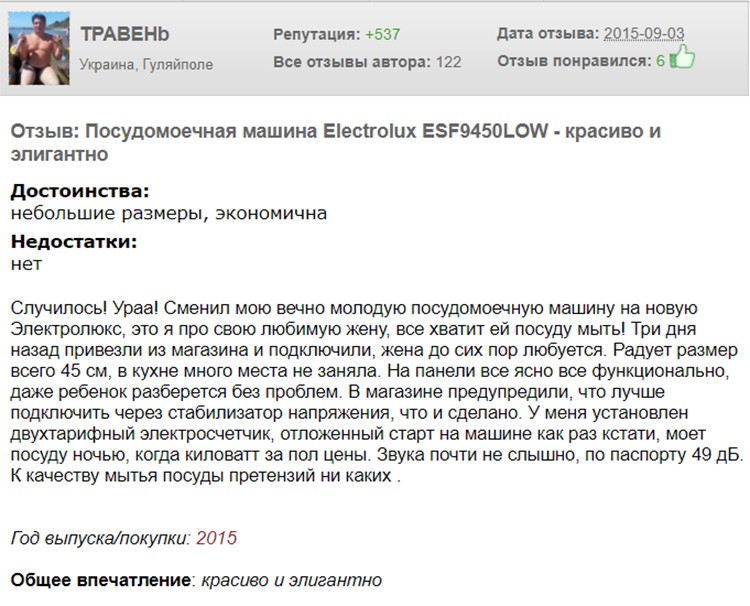 ТРАВЕНЬ
Украина, Гуляйполе
Репутация: +537
Все отзывы автора: 122
Дата отзыва: 2015-09-03
Отзыв понравился: 6
Отзыв: Посудомоечная машина Electrolux ESF9450LOW - красиво и
элигантно
Достоинства:
небольшие размеры, экономична
Недостатки:
нет
Случилось! Ураа! Сменил мою вечно молодую посудомоечную машину на новую
Электролюкс, это я про свою любимую жену, все хватит ей посуду мыть! Три дня
назад привезли из магазина и подключили, жена до сих пор любуется. Радует размер
всего 45 см, в кухне много места не заняла. На панели все ясно все функционально,
даже ребенок разберется без проблем. В магазине предупредили, что лучше
подключить через стабилизатор напряжения, что и сделано. У меня установлен
двухтарифный электросчетчик, отложенный старт на машине как раз кстати, моет
посуду ночью, когда киловатт за пол цены. Звука почти не слышно, по паспорту 49 дБ.
К качеству мытья посуды претензий ни каких .
Год выпуска/покупки: 2015
Общее впечатление: красиво и элигантно